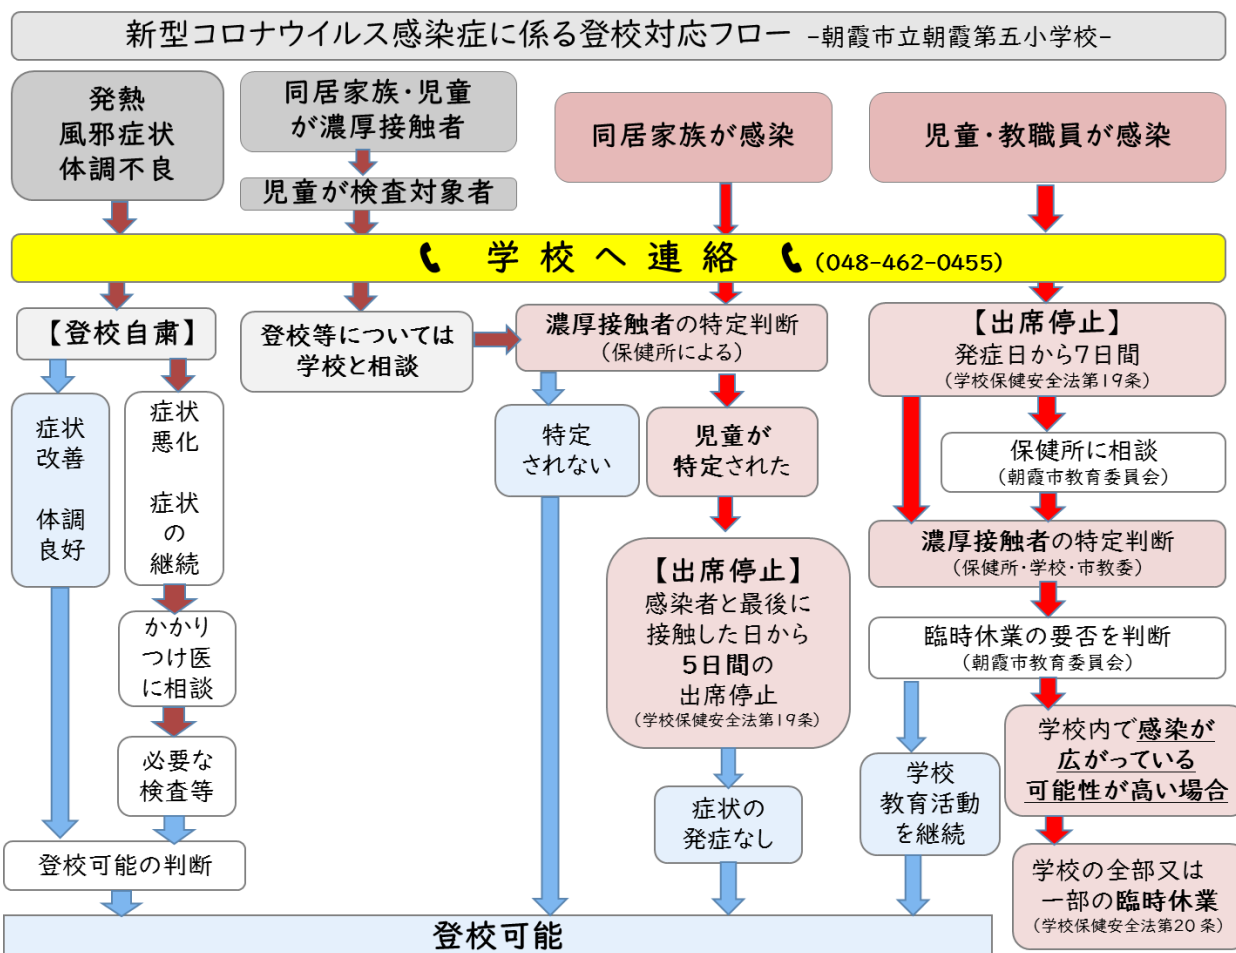 新型コロナウイルス感染症に係る登校対応フロー -朝霞市立朝霞第五小学校-
発熱
風邪症状
体調不良
同居家族・児童
が濃厚接触者
児童が検査対象者
同居家族が感染
児童・教職員が感染
学校へ連絡 (048-462-0455)
【登校自粛】
症状
改善
体調
良好
症状
悪化
症状
の
継続
かかり
つけ医
に相談
必要な
検査等
登校可能の判断
登校等については
学校と相談
濃厚接触者の特定判断
(保健所による)
特定
されない
児童が
特定された
【出席停止】
感染者と最後に
接触した日から
5日間の
出席停止
(学校保健安全法第19条)
症状の
発症なし
【出席停止】
発症日から7日間
(学校保健安全法第19条)
保健所に相談
(朝霞市教育委員会)
濃厚接触者の特定判断
(保健所・学校・市教委)
臨時休業の要否を判断
(朝霞市教育委員会)
学校
教育活動
を継続
学校内で感染が
広がっている
可能性が高い場合
学校の全部又は
一部の臨時休業
(学校保健安全法第20条)
登校可能